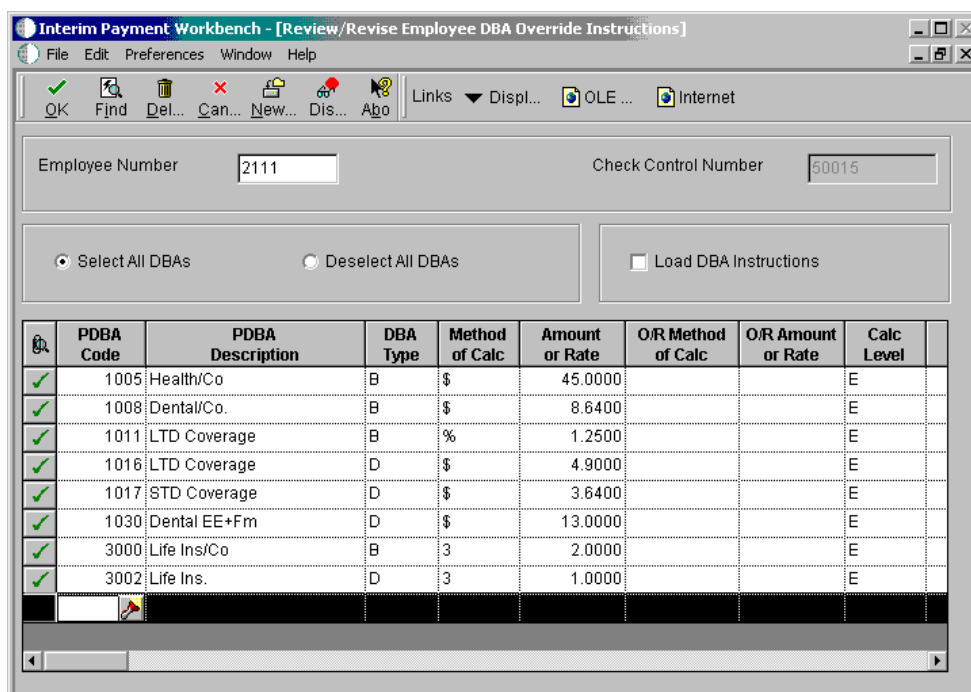 Interim Payment Workbench - [Review/Revise Employee DBA Override Instructions]
File Edit Preferences Window Help
OK Find Del... Can... New... Dis... Abo Links Displ... OLE ... Internet
Employee Number 2111 Check Control Number 50015
Select All DBAs Deselect All DBAs Load DBA Instructions
PDBA Code PDBA Description DBA Type Method of Calc Amount or Rate O/R Method of Calc O/R Amount or Rate Calc Level
1005 Health/Co B $ 45.0000 E
1008 Dental/Co. B $ 8.6400 E
1011 LTD Coverage B % 1.2500 E
1016 LTD Coverage D $ 4.9000 E
1017 STD Coverage D $ 3.6400 E
1030 Dental EE+Fm D $ 13.0000 E
3000 Life Ins/Co B 3 2.0000 E
3002 Life Ins. D 3 1.0000 E